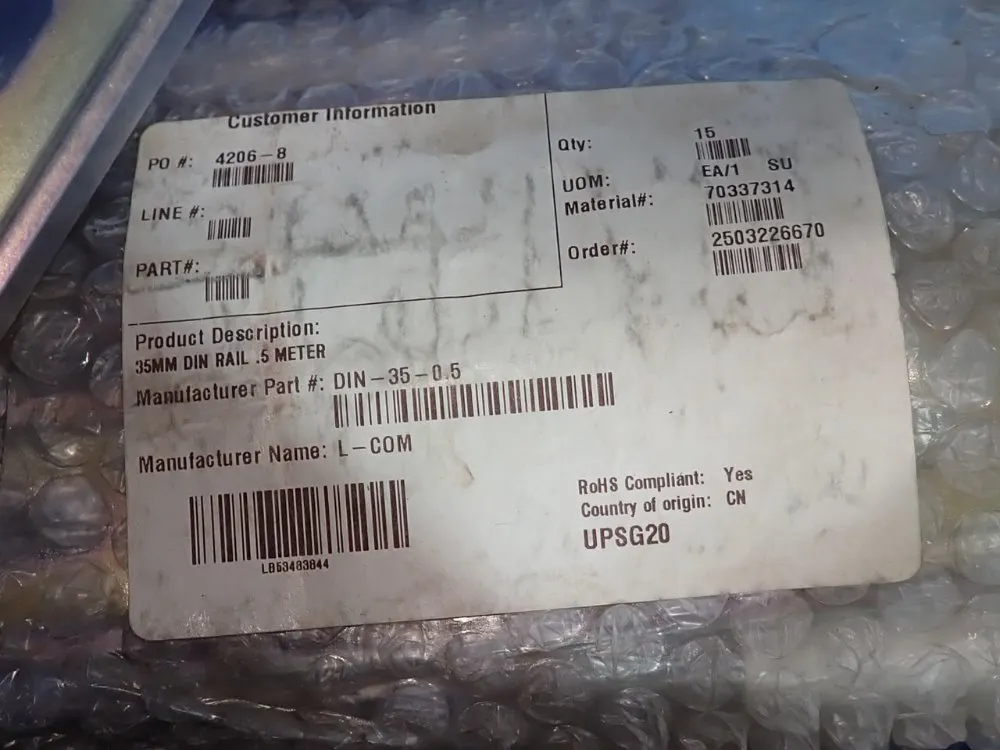 Customer Information
PO #: 4206-8
LINE #:
PART#:
Qty: 15
UOM: EA/1 SU
Material#: 70337314
Order#: 2503226670
Product Description:
35MM DIN RAIL .5 METER
Manufacturer Part #: DIN-35-0.5
Manufacturer Name: L-COM
LB53483844
RoHS Compliant: Yes
Country of origin: CN
UPSG20